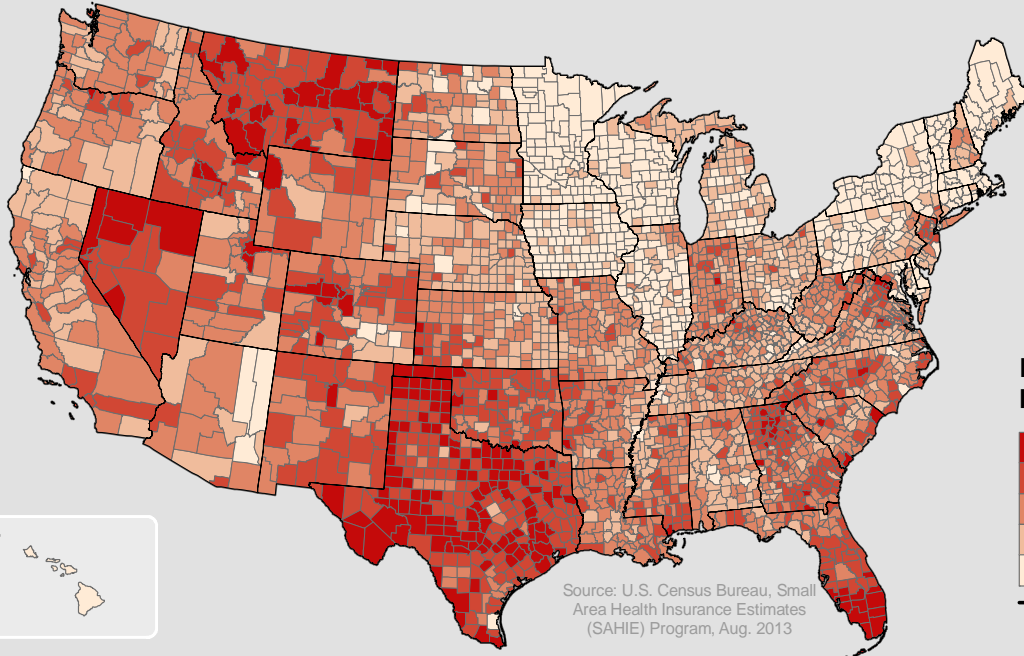 Source: U.S. Census Bureau, Small
Area Health Insurance Estimates
(SAHIE) Program, Aug. 2013